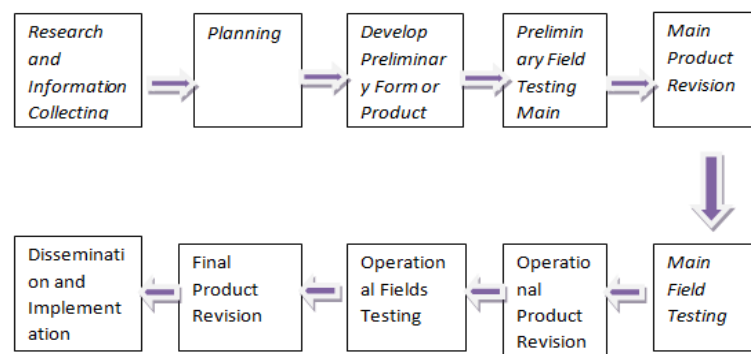 Research
and
Information
Collecting
Planning
Develop
Preliminar
y Form or
Product
Prelimin
ary Field
Testing
Main
Main
Product
Revision
Main
Field
Testing
Operatio
nal
Product
Revision
Operation
al Fields
Testing
Final
Product
Revision
Disseminati
on and
Implement
ation